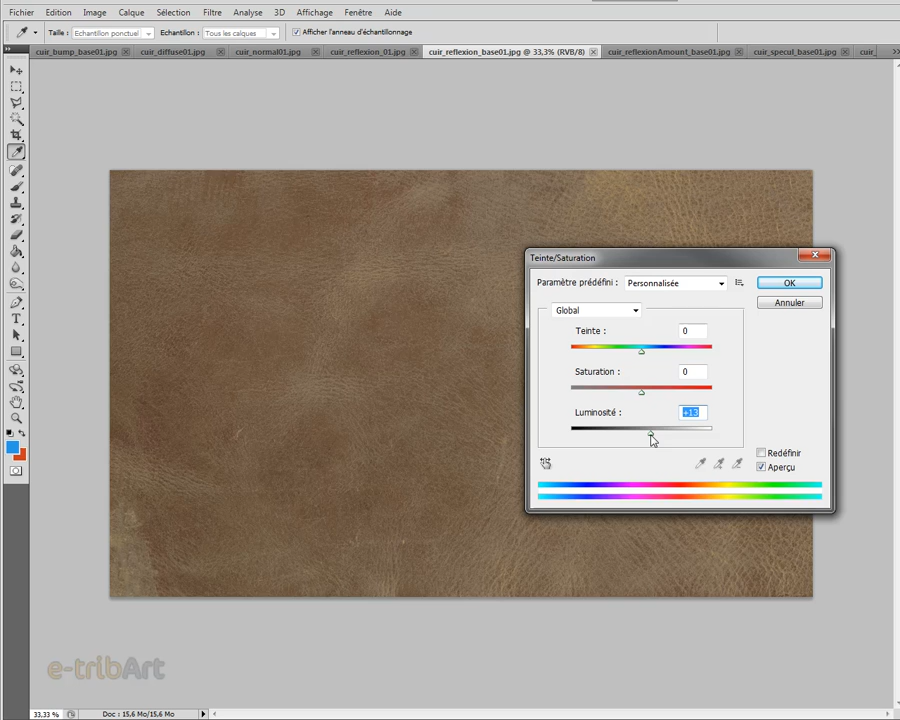 Fichier Edition Image Calque Sélection Filtre Analyse 3D Affichage Fenêtre Aide
Taille : Echantillon ponctuel Echantillon : Tous les calques Afficher l'anneau d'échantillonnage
cuir_bump_base01.jpg cuir_diffuse01.jpg cuir_normal01.jpg cuir_reflexion_01.jpg cuir_reflexion_base01.jpg @ 33,3% (RVB/8) cuir_reflexionAmount_base01.jpg cuir_specul_base01.jpg cuir_
Teinte/Saturation
Paramètre prédéfini : Personnalisée OK
Annuler
Global
Teinte : 0
Saturation : 0
Luminosité : +13
Redéfinir
Aperçu
e-tribArt
33,33 % Doc : 15,6 Mo/15,6 Mo